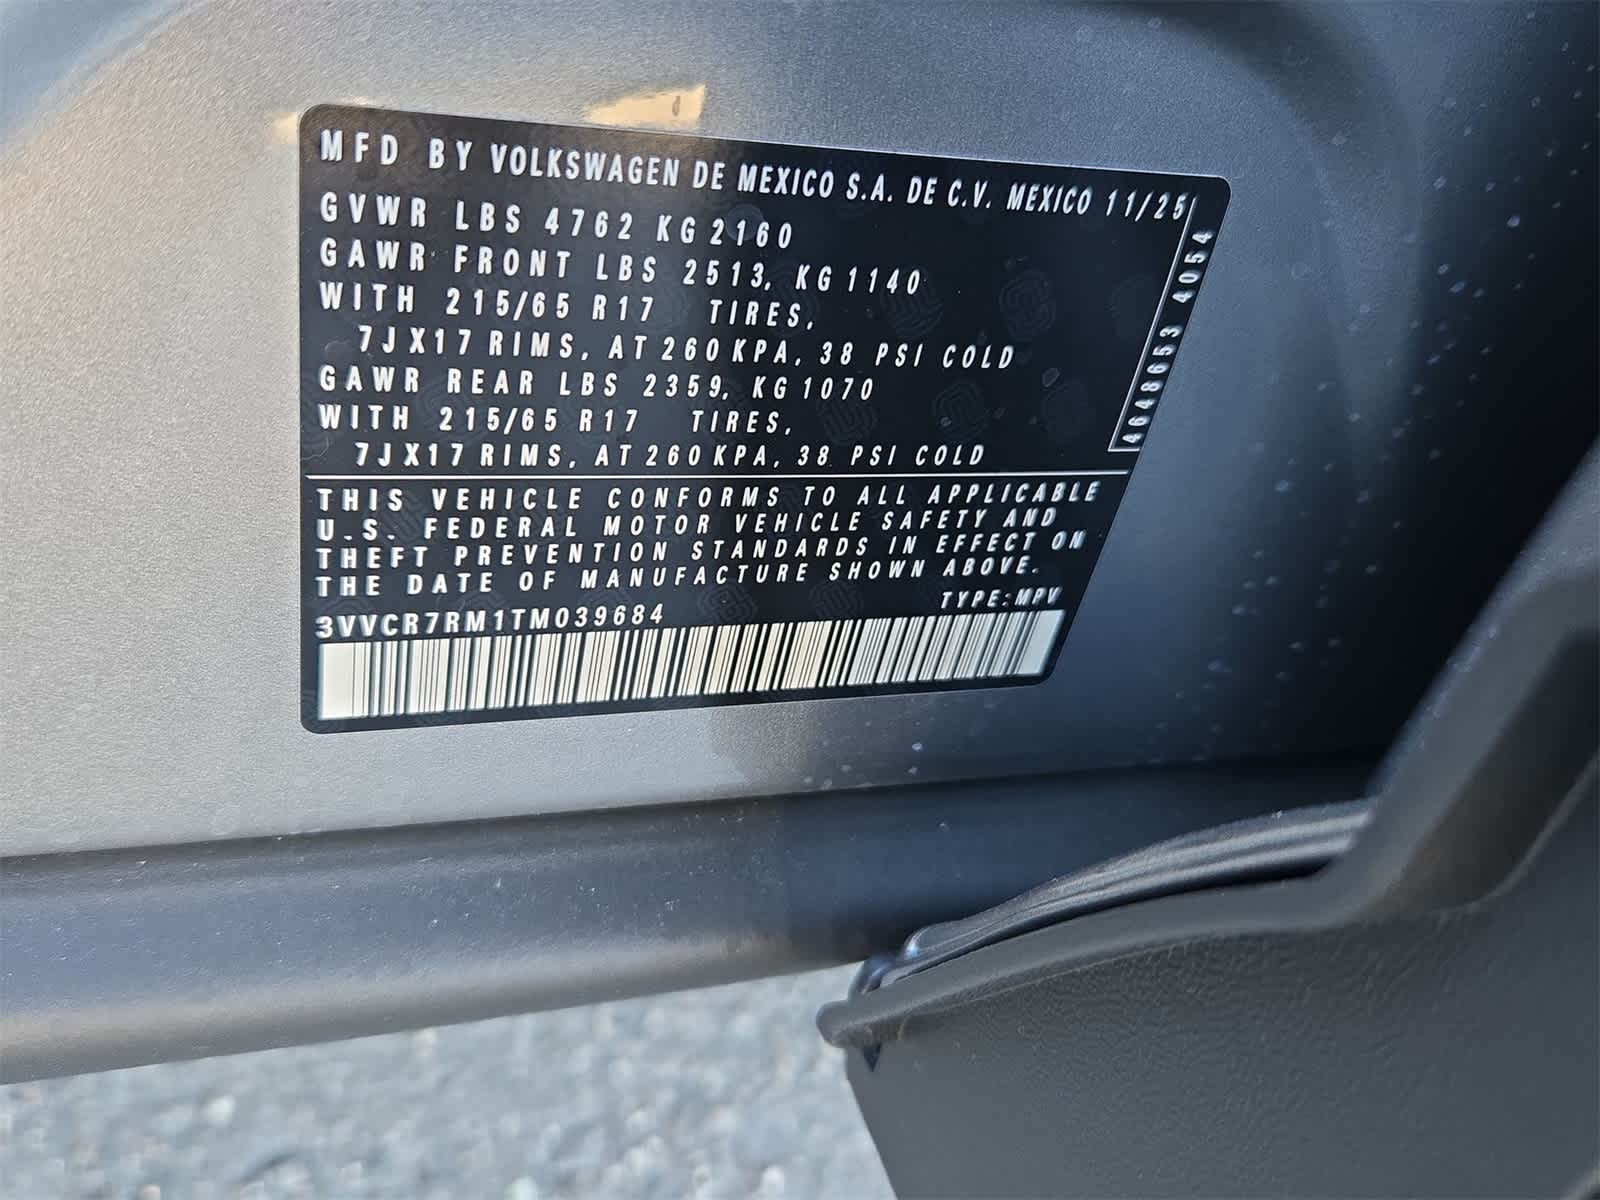 MFD BY VOLKSWAGEN DE MEXICO S.A. DE C.V. MEXICO 11/25
GVWR LBS 4762 KG 2160
GAWR FRONT LBS 2513, KG 1140
WITH 215/65 R17 TIRES,
7JX17 RIMS, AT 260 KPA, 38 PSI COLD
GAWR REAR LBS 2359, KG 1070
WITH 215/65 R17 TIRES,
7JX17 RIMS, AT 260 KPA, 38 PSI COLD
4648653 4054
THIS VEHICLE CONFORMS TO ALL APPLICABLE
U.S. FEDERAL MOTOR VEHICLE SAFETY AND
THEFT PREVENTION STANDARDS IN EFFECT ON
THE DATE OF MANUFACTURE SHOWN ABOVE.
TYPE: MPV
3VVCR7RM1TM039684